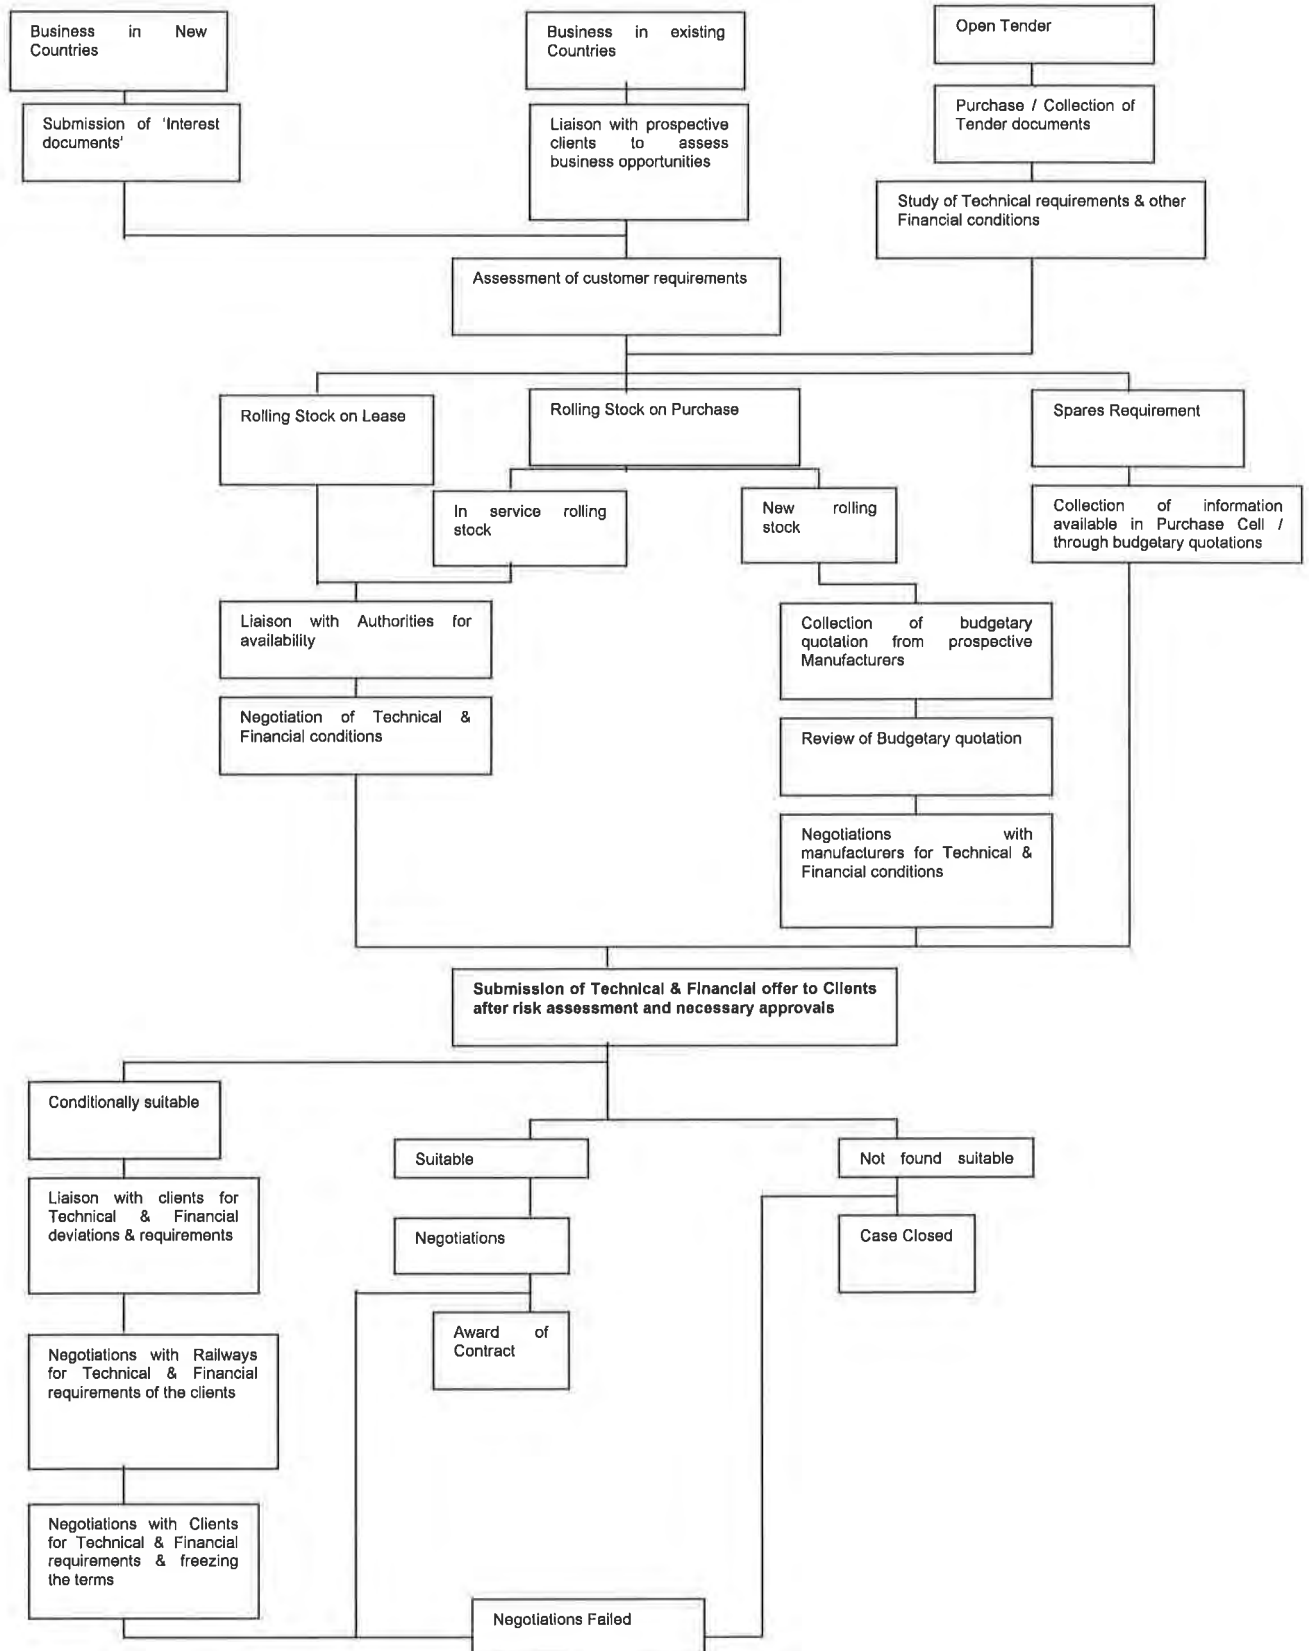 Business in New
Countries
Business in existing
Countries
Open Tender
Submission of 'Interest
documents'
Liaison with prospective
clients to assess
business opportunities
Purchase / Collection of
Tender documents
Study of Technical requirements & other
Financial conditions
Assessment of customer requirements
Rolling Stock on Lease
Rolling Stock on Purchase
Spares Requirement
In service rolling
stock
New rolling
stock
Collection of information
available in Purchase Cell /
through budgetary quotations
Liaison with Authorities for
availability
Collection of budgetary
quotation from prospective
Manufacturers
Negotiation of Technical &
Financial conditions
Review of Budgetary quotation
Negotiations with
manufacturers for Technical &
Financial conditions
Submission of Technical & Financial offer to Clients
after risk assessment and necessary approvals
Conditionally suitable
Suitable
Not found suitable
Liaison with clients for
Technical & Financial
deviations & requirements
Negotiations
Case Closed
Award of
Contract
Negotiations with Railways
for Technical & Financial
requirements of the clients
Negotiations with Clients
for Technical & Financial
requirements & freezing
the terms
Negotiations Failed